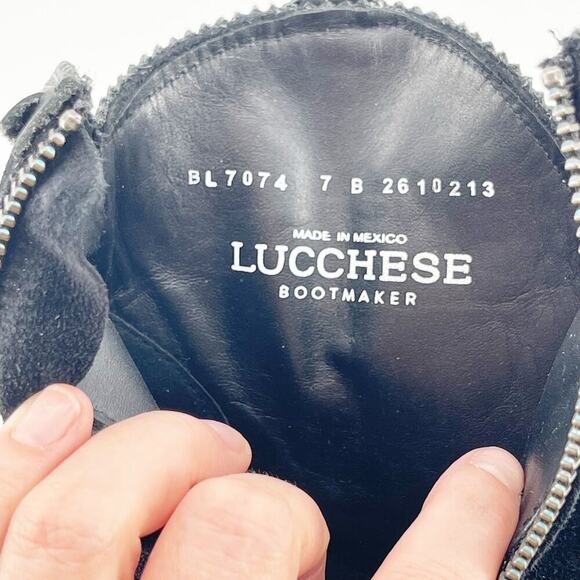 BL7074 7 B 2610213
MADE IN MEXICO
LUCCHESE
BOOTMAKER